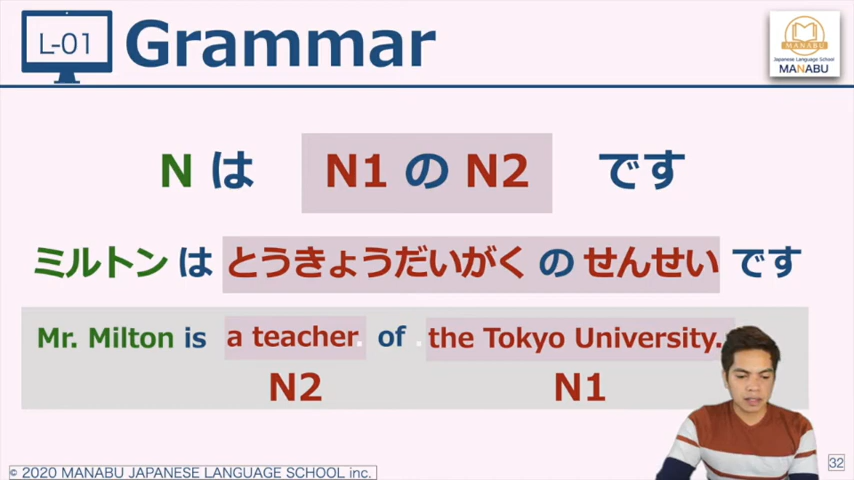 L-01
Grammar
MANABU
Japanese Language School
MANABU
N は N1 の N2 です
ミルトン は とうきょうだいがく の せんせい です
Mr. Milton is a teacher. of . the Tokyo University.
N2 N1
© 2020 MANABU JAPANESE LANGUAGE SCHOOL inc.
32